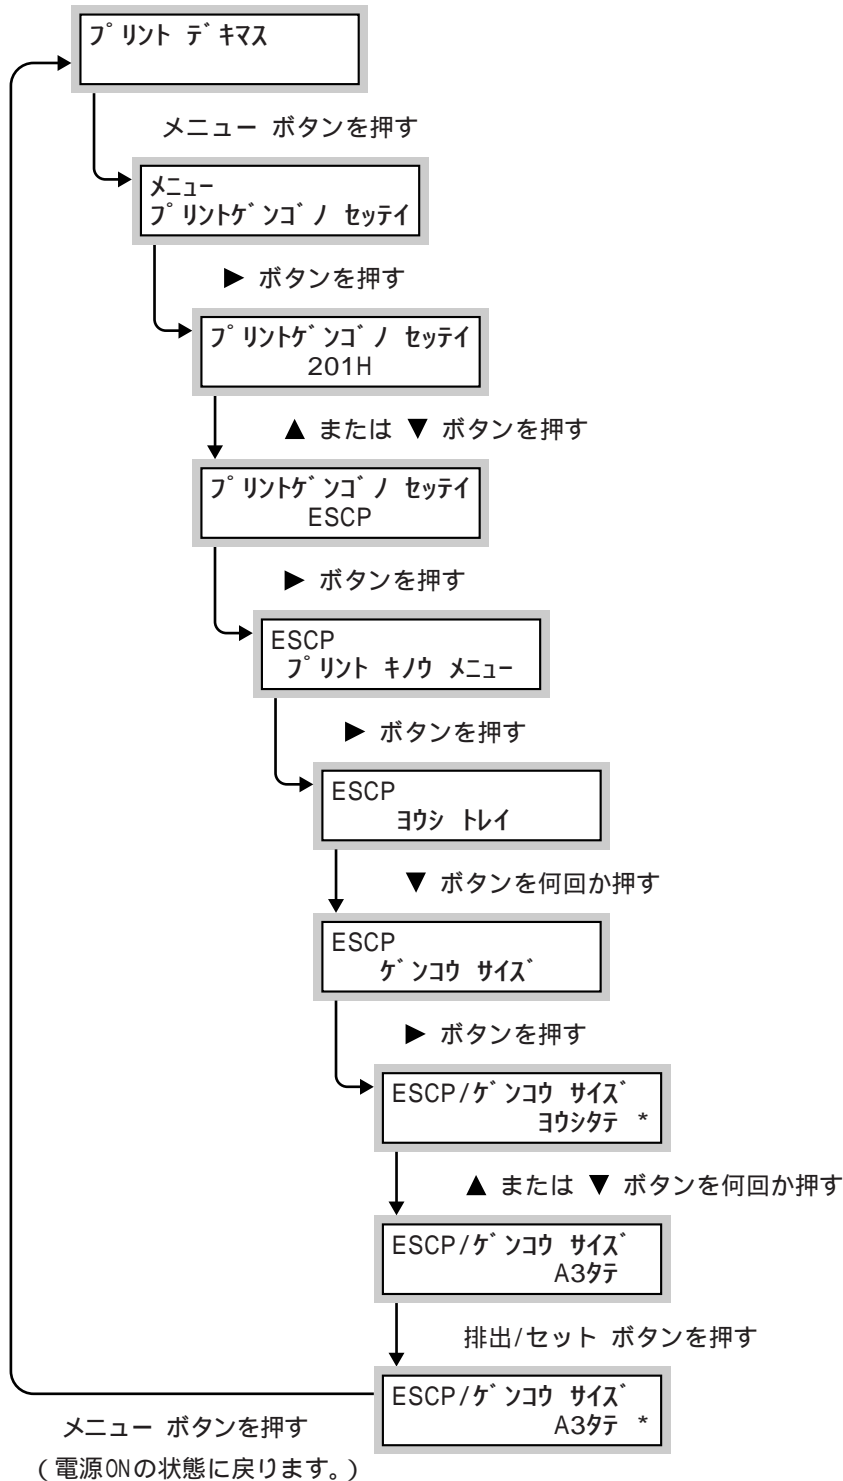 ﾌﾟﾘﾝﾄ ﾃﾞｷﾏｽ
メニュー ボタンを押す
ﾒﾆｭｰ
ﾌﾟﾘﾝﾄｹﾞﾝｺﾞﾉ ｾｯﾃｲ
▶ ボタンを押す
ﾌﾟﾘﾝﾄｹﾞﾝｺﾞﾉ ｾｯﾃｲ
201H
▲ または ▼ ボタンを押す
ﾌﾟﾘﾝﾄｹﾞﾝｺﾞﾉ ｾｯﾃｲ
ESCP
▶ ボタンを押す
ESCP
ﾌﾟﾘﾝﾄ ｷﾉｳ ﾒﾆｭｰ
▶ ボタンを押す
ESCP
ﾖｳｼ ﾄﾚｲ
▼ ボタンを何回か押す
ESCP
ｹﾞﾝｺｳ ｻｲｽﾞ
▶ ボタンを押す
ESCP/ｹﾞﾝｺｳ ｻｲｽﾞ
ﾖｳｼﾀﾃ *
▲ または ▼ ボタンを何回か押す
ESCP/ｹﾞﾝｺｳ ｻｲｽﾞ
A3ﾀﾃ
排出/セット ボタンを押す
ESCP/ｹﾞﾝｺｳ ｻｲｽﾞ
A3ﾀﾃ *
メニュー ボタンを押す
(電源ONの状態に戻ります。)